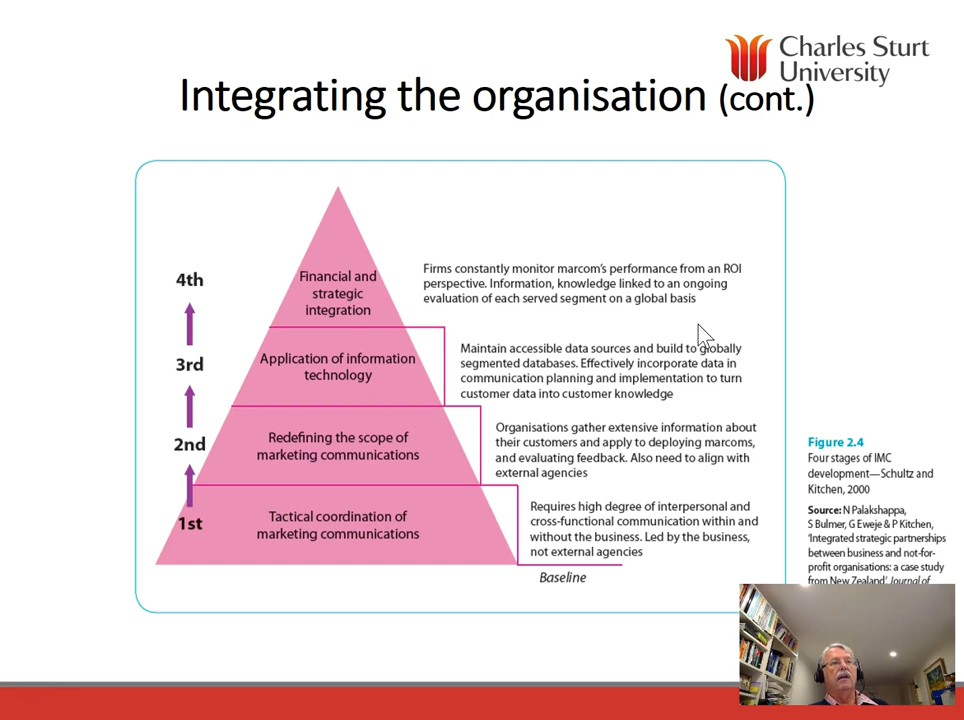 Charles Sturt
University
Integrating the organisation (cont.)
4th
Financial and
strategic
integration
Firms constantly monitor marcom's performance from an ROI
perspective. Information, knowledge linked to an ongoing
evaluation of each served segment on a global basis
3rd
Application of information
technology
Maintain accessible data sources and build to globally
segmented databases. Effectively incorporate data in
communication planning and implementation to turn
customer data into customer knowledge
2nd
Redefining the scope of
marketing communications
Organisations gather extensive information about
their customers and apply to deploying marcoms,
and evaluating feedback. Also need to align with
external agencies
1st
Tactical coordination of
marketing communications
Requires high degree of interpersonal and
cross-functional communication within and
without the business. Led by the business,
not external agencies
Baseline
Figure 2.4
Four stages of IMC
development—Schultz and
Kitchen, 2000
Source: N Palakshappa,
S Bulmer, G Eweje & P Kitchen,
'Integrated strategic partnerships
between business and not-for-
profit organisations: a case study
from New Zealand', Journal of